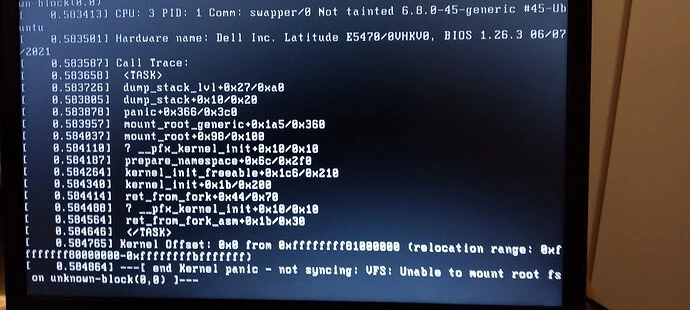 wn-block(0,0)
[    0.583413] CPU: 3 PID: 1 Comm: swapper/0 Not tainted 6.8.0-45-generic #45-Ub
untu
[    0.583501] Hardware name: Dell Inc. Latitude E5470/0VHKV0, BIOS 1.26.3 06/07
/2021
[    0.583587] Call Trace:
[    0.583650]  <TASK>
[    0.583726]  dump_stack_lvl+0x27/0xa0
[    0.583805]  dump_stack+0x10/0x20
[    0.583878]  panic+0x366/0x3c0
[    0.583957]  mount_root_generic+0x1a5/0x360
[    0.584037]  mount_root+0x98/0x100
[    0.584110]  ? __pfx_kernel_init+0x10/0x10
[    0.584187]  prepare_namespace+0x6c/0x2f0
[    0.584264]  kernel_init_freeable+0x1c6/0x210
[    0.584340]  kernel_init+0x1b/0x200
[    0.584414]  ret_from_fork+0x44/0x70
[    0.584488]  ? __pfx_kernel_init+0x10/0x10
[    0.584564]  ret_from_fork_asm+0x1b/0x30
[    0.584646]  </TASK>
[    0.584765] Kernel Offset: 0x0 from 0xffffffff81000000 (relocation range: 0xf
fffffff80000000-0xffffffffbfffffff)
[    0.584864] ---[ end Kernel panic - not syncing: VFS: Unable to mount root fs
on unknown-block(0,0) ]---